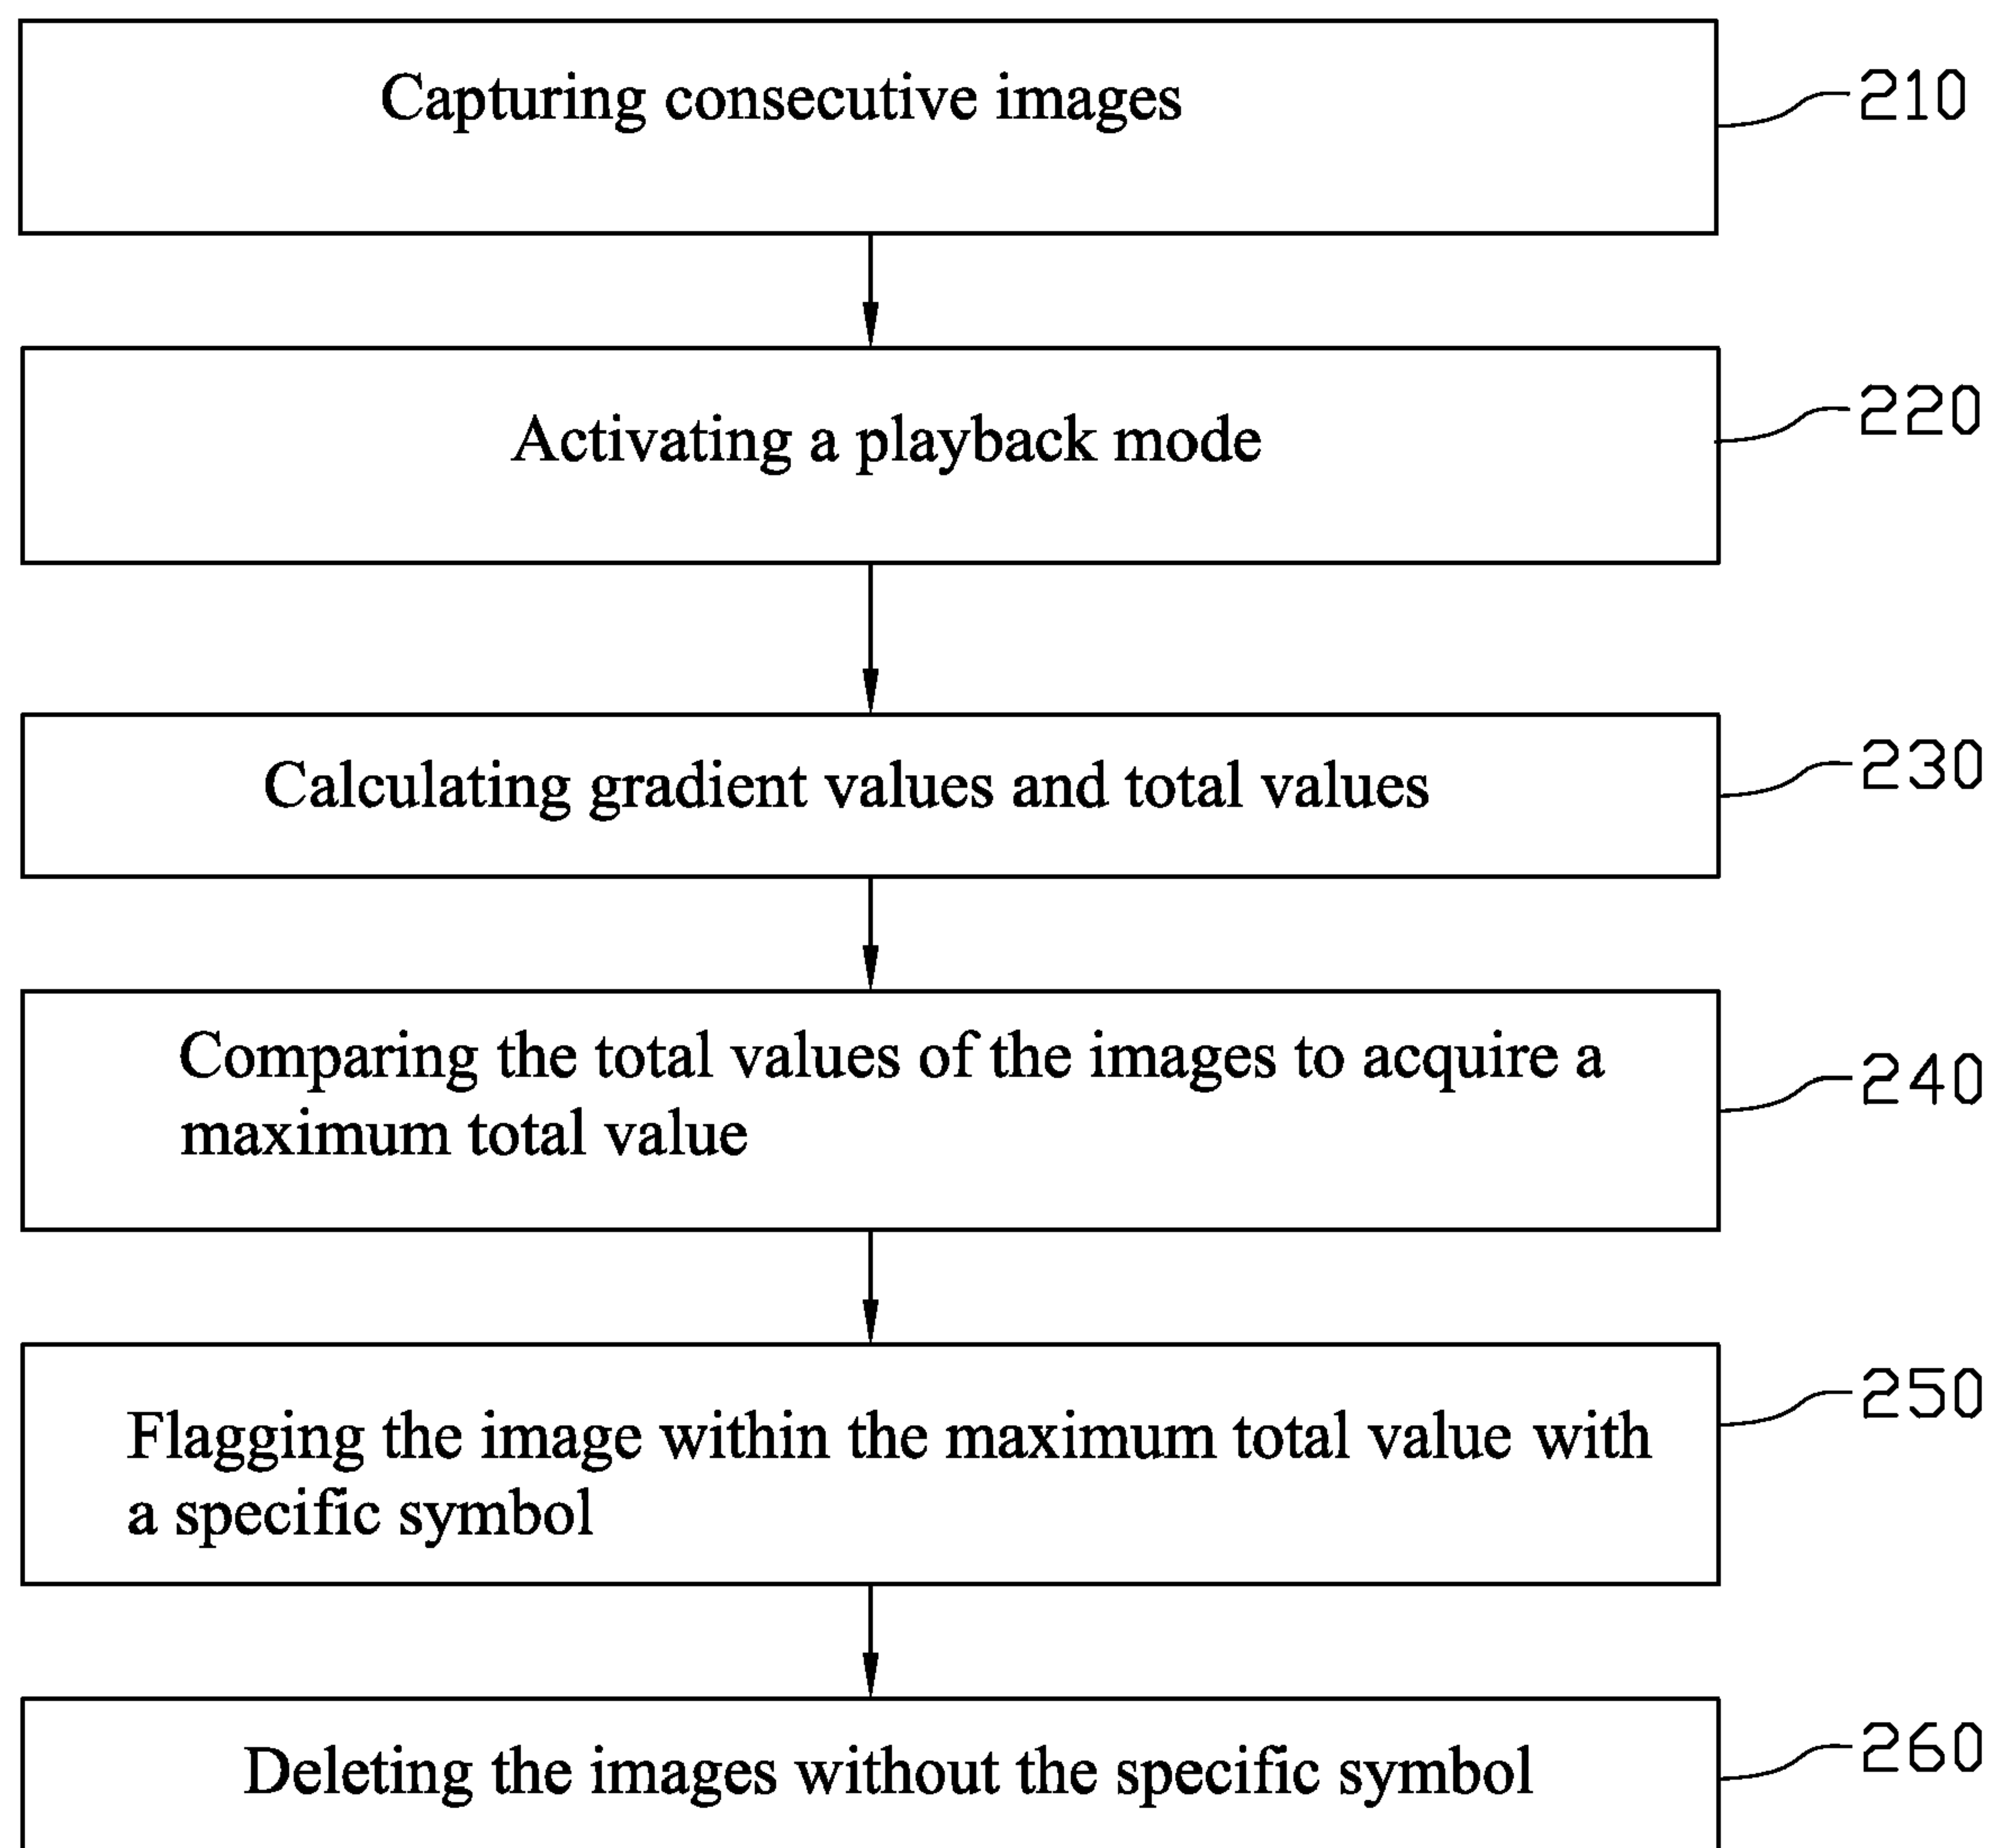 Capturing consecutive images
210
Activating a playback mode
220
Calculating gradient values and total values
230
Comparing the total values of the images to acquire a
maximum total value
240
Flagging the image within the maximum total value with
a specific symbol
250
Deleting the images without the specific symbol
260